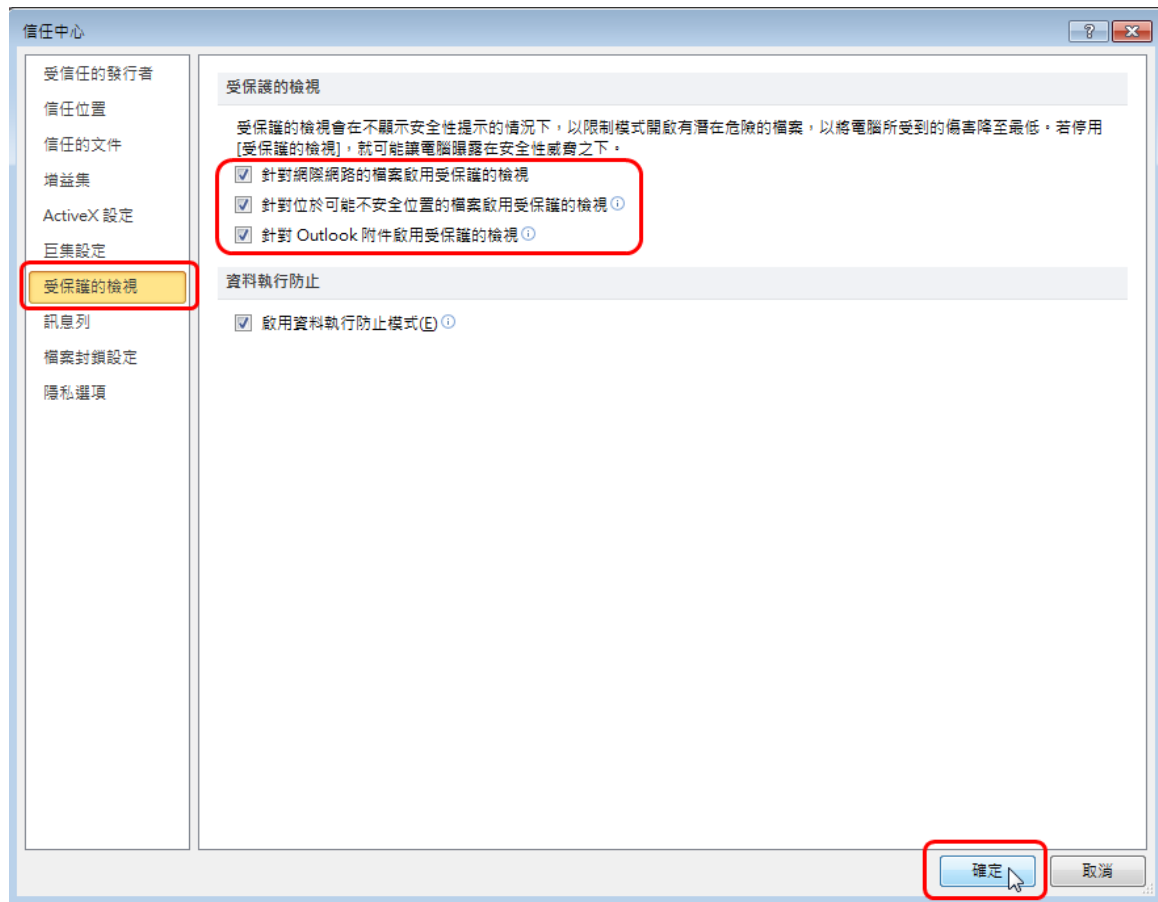 信任中心
受信任的發行者
信任位置
信任的文件
增益集
ActiveX 設定
巨集設定
受保護的檢視
訊息列
檔案封鎖設定
隱私選項
受保護的檢視
受保護的檢視會在不顯示安全性提示的情況下，以限制模式開啟有潛在危險的檔案，以將電腦所受到的傷害降至最低。若停用
[受保護的檢視]，就可能讓電腦曝露在安全性威脅之下。
針對網際網路的檔案啟用受保護的檢視
針對位於可能不安全位置的檔案啟用受保護的檢視
針對 Outlook 附件啟用受保護的檢視
資料執行防止
啟用資料執行防止模式(E)
確定
取消